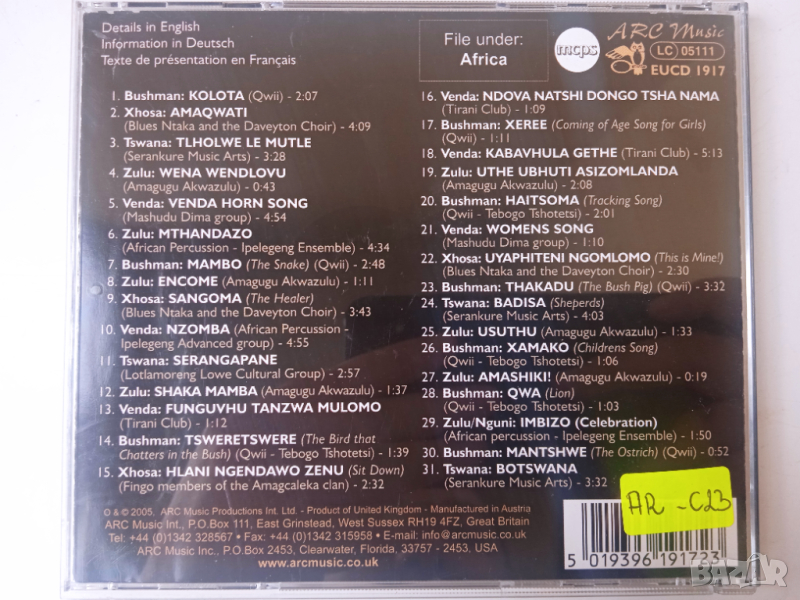 Details in English
Information in Deutsch
Texte de présentation en Français
File under:
Africa
mcps
ARC Music
LC 05111
EUCD 1917
1. Bushman: KOLOTA (Qwii) - 2:07
2. Xhosa: AMAQWATI
(Blues Ntaka and the Daveyton Choir) - 4:09
3. Tswana: TLHOLWE LE MUTLE
(Serankure Music Arts) - 3:28
4. Zulu: WENA WENDLOVU
(Amagugu Akwazulu) - 0:43
5. Venda: VENDA HORN SONG
(Mashudu Dima group) - 4:54
6. Zulu: MTHANDAZO
(African Percussion - Ipelegeng Ensemble) - 4:34
7. Bushman: MAMBO (The Snake) (Qwii) - 2:48
8. Zulu: ENCOME (Amagugu Akwazulu) - 1:11
9. Xhosa: SANGOMA (The Healer)
(Blues Ntaka and the Daveyton Choir) - 3:43
10. Venda: NZOMBA (African Percussion -
Ipelegeng Advanced group) - 4:55
11. Tswana: SERANGAPANE
(Lotlamoreng Lowe Cultural Group) - 2:57
12. Zulu: SHAKA MAMBA (Amagugu Akwazulu) - 1:37
13. Venda: FUNGUVHU TANZWA MULOMO
(Tirani Club) - 1:12
14. Bushman: TSWERETSWERE (The Bird that
Chatters in the Bush) (Qwii - Tebogo Tshotetsi) - 1:39
15. Xhosa: HLANI NGENDAWO ZENU (Sit Down)
(Fingo members of the Amagcaleka clan) - 2:32
16. Venda: NDOVA NATSHI DONGO TSHA NAMA
(Tirani Club) - 1:09
17. Bushman: XEREE (Coming of Age Song for Girls)
(Qwii) - 1:11
18. Venda: KABAVHULA GETHE (Tirani Club) - 5:13
19. Zulu: UTHE UBHUTI ASIZOMLANDA
(Amagugu Akwazulu) - 2:08
20. Bushman: HAITSOMA (Tracking Song)
(Qwii - Tebogo Tshotetsi) - 2:01
21. Venda: WOMENS SONG
(Mashudu Dima group) - 1:10
22. Xhosa: UYAPHITENI NGOMLOMO (This is Mine!)
(Blues Ntaka and the Daveyton Choir) - 2:30
23. Bushman: THAKADU (The Bush Pig) (Qwii) - 3:32
24. Tswana: BADISA (Sheperds)
(Serankure Music Arts) - 4:03
25. Zulu: USUTHU (Amagugu Akwazulu) - 1:33
26. Bushman: XAMAKO (Childrens Song)
(Qwii - Tebogo Tshotetsi) - 1:06
27. Zulu: AMASHIKI! (Amagugu Akwazulu) - 0:19
28. Bushman: QWA (Lion)
(Qwii - Tebogo Tshotetsi) - 1:03
29. Zulu/Nguni: IMBIZO (Celebration)
(African percussion - Ipelegeng Ensemble) - 1:50
30. Bushman: MANTSHWE (The Ostrich) (Qwii) - 0:52
31. Tswana: BOTSWANA
(Serankure Music Arts) - 3:32
℗ & © 2005. ARC Music Productions Int. Ltd. - Product of United Kingdom - Manufactured in Austria
ARC Music Int., P.O.Box 111, East Grinstead, West Sussex RH19 4FZ, Great Britain
Tel: +44 (0)1342 328567 • Fax: +44 (0)1342 315958 • E-mail: info@arcmusic.co.uk
ARC Music Inc., P.O.Box 2453, Clearwater, Florida, 33757 - 2453, USA
www.arcmusic.co.uk
AR - C23
5 019396 191723
БАЗАР